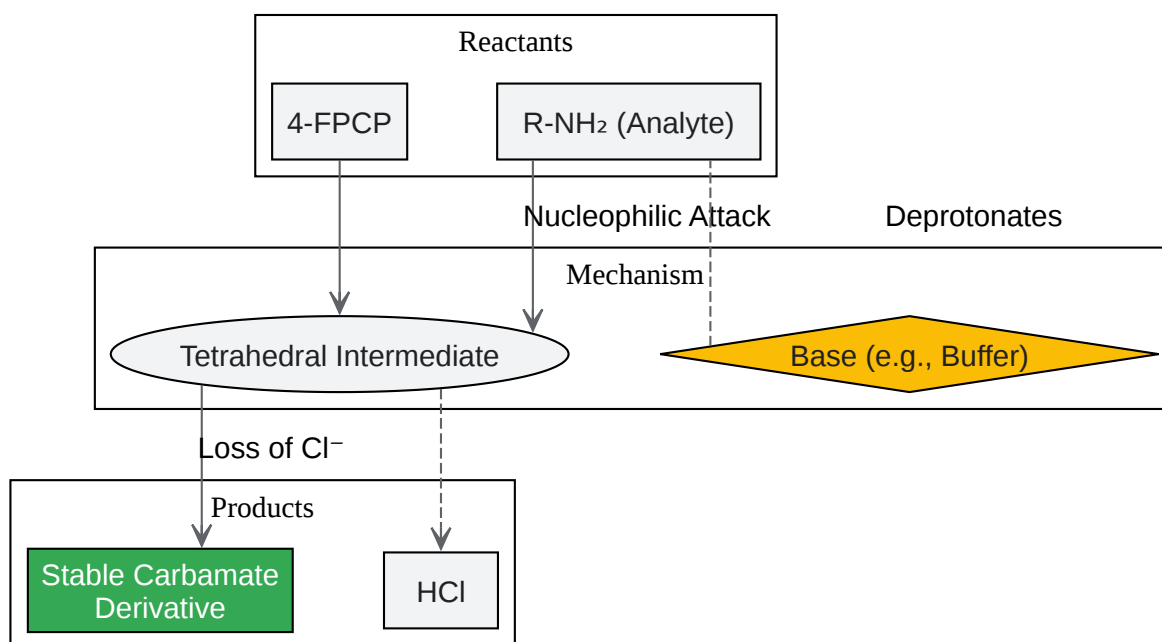 Reactants
4-FPCP
R-NH₂ (Analyte)
Nucleophilic Attack
Deprotonates
Mechanism
Tetrahedral Intermediate
Base (e.g., Buffer)
Loss of Cl⁻
Products
Stable Carbamate
Derivative
HCl